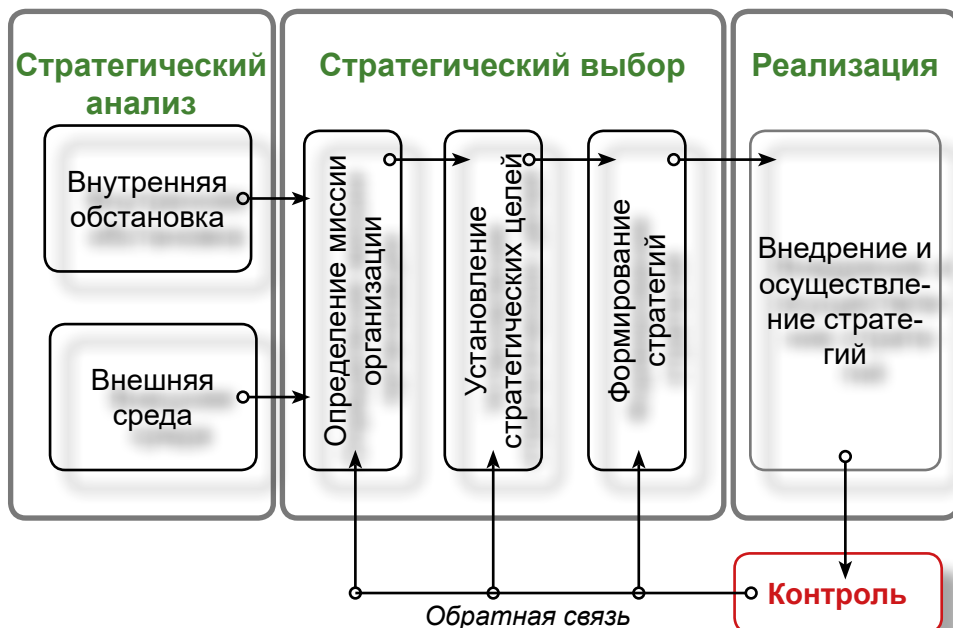 Стратегический
анализ
Внутренняя
обстановка
Внешняя
среда
Стратегический выбор
Определение миссии
организации
Установление
стратегических целей
Формирование
стратегий
Реализация
Внедрение и
осуществле-
ние страте-
гий
Контроль
Обратная связь